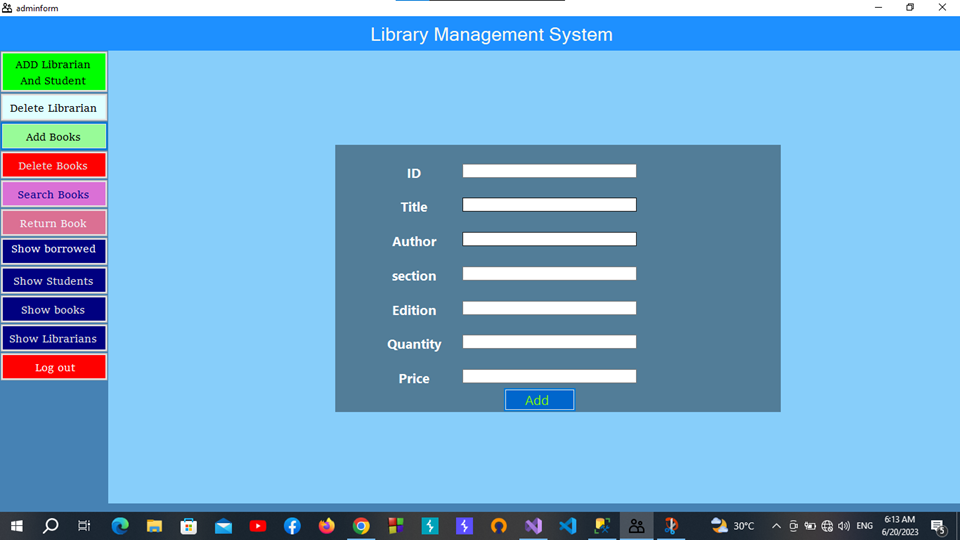 adminform
Library Management System
ADD Librarian
And Student
Delete Librarian
Add Books
Delete Books
Search Books
Return Book
Show borrowed
Show Students
Show books
Show Librarians
Log out
ID
Title
Author
section
Edition
Quantity
Price
Add
30°C
ENG
6:13 AM
6/20/2023
5